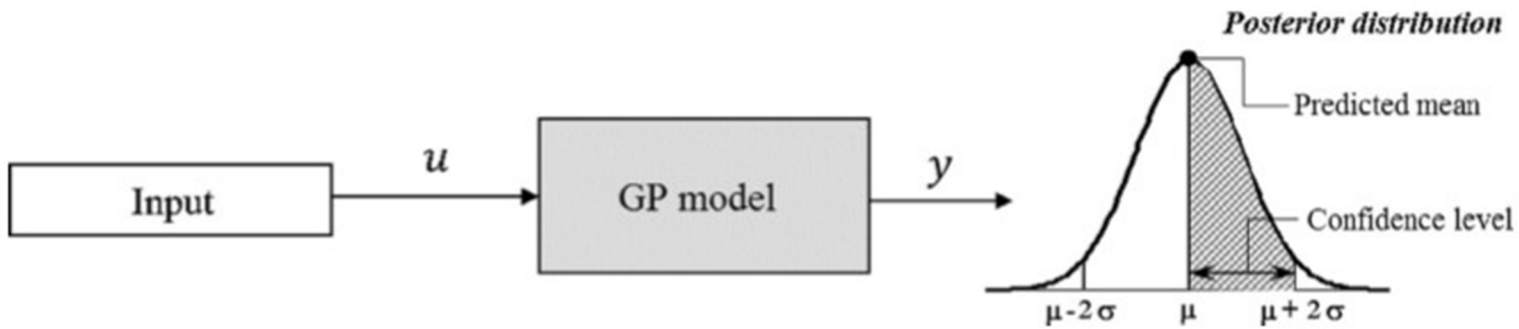 Input
u
GP model
y
Posterior distribution
Predicted mean
Confidence level
μ-2σ
μ
μ+ 2σ